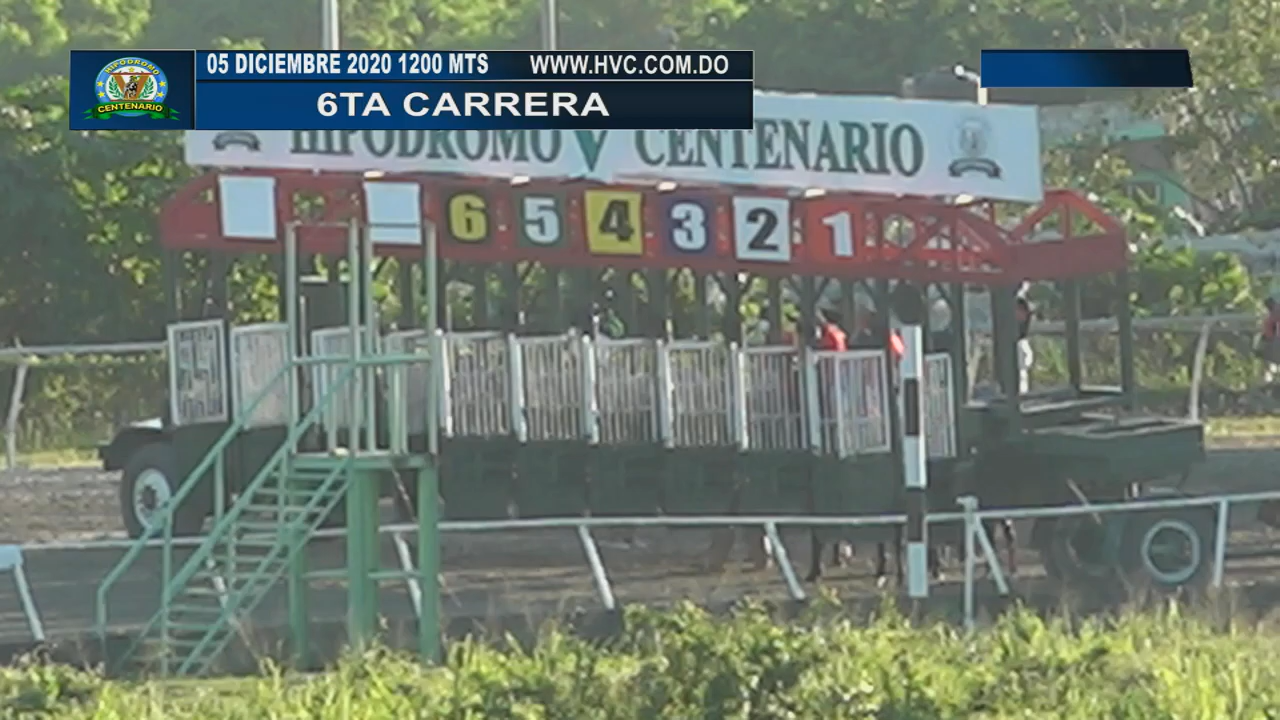 05 DICIEMBRE 2020 1200 MTS WWW.HVC.COM.DO
6TA CARRERA
HIPODROMO
V
CENTENARIO
HIPODROMO V CENTENARIO
6 5 4 3 2 1